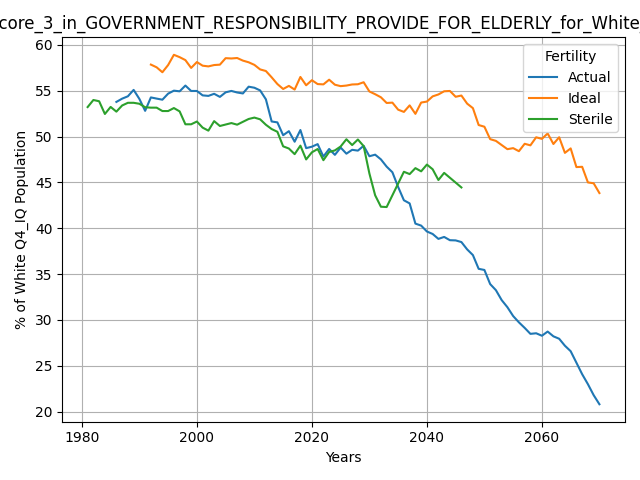 core_3_in_GOVERNMENT_RESPONSIBILITY_PROVIDE_FOR_ELDERLY_for_White_
Fertility
Actual
Ideal
Sterile
% of White Q4_IQ Population
60
55
50
45
40
35
30
25
20
1980
2000
2020
2040
2060
Years